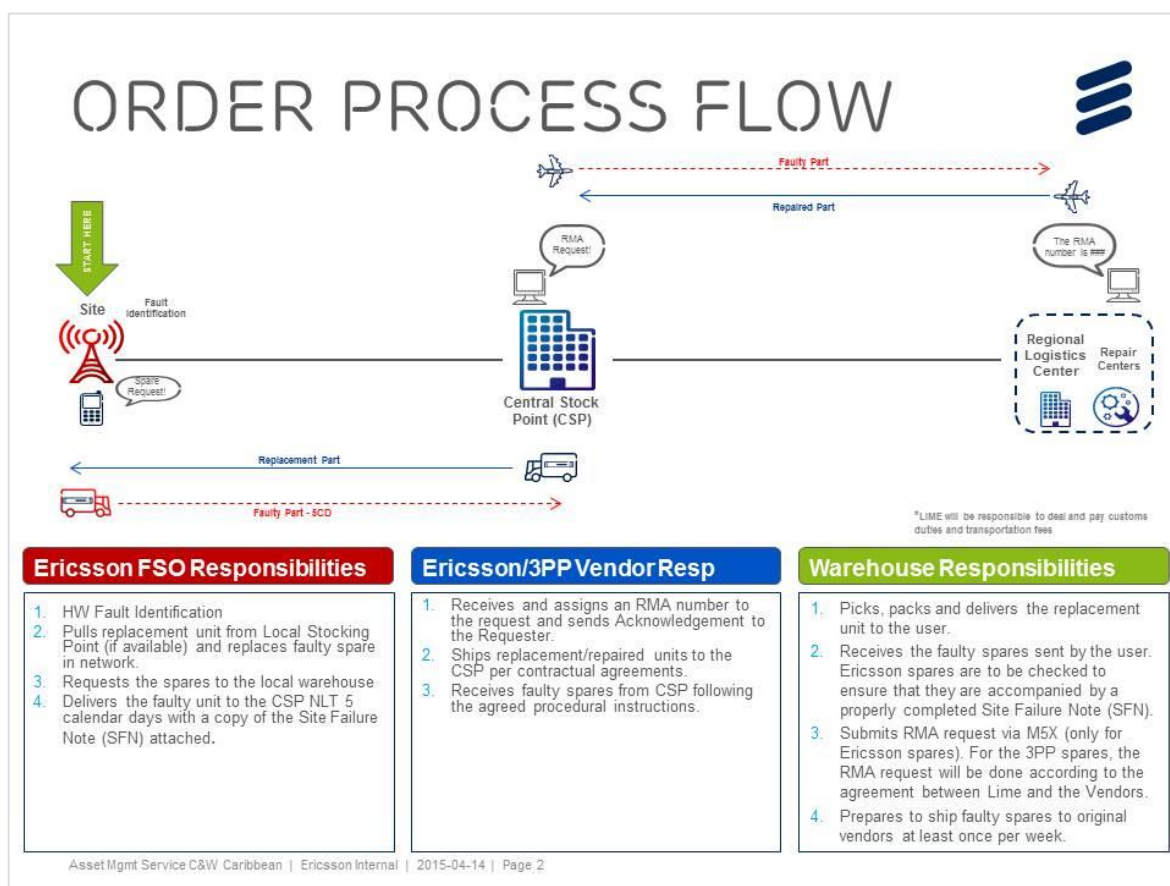 ORDER PROCESS FLOW
Faulty Part
Repaired Part
START HERE
RMA
Request!
The RMA
number is ###
Site
Fault
Identification
Spare
Request!
Central Stock
Point (CSP)
Regional
Logistics
Center
Repair
Centers
Replacement Part
Faulty Part - 5CD
*LIME will be responsible to deal and pay customs
duties and transportation fees
Ericsson FSO Responsibilities
1. HW Fault Identification
2. Pulls replacement unit from Local Stocking
Point (if available) and replaces faulty spare
in network.
3. Requests the spares to the local warehouse
4. Delivers the faulty unit to the CSP NLT 5
calendar days with a copy of the Site Failure
Note (SFN) attached.
Ericsson/3PP Vendor Resp
1. Receives and assigns an RMA number to
the request and sends Acknowledgement to
the Requester.
2. Ships replacement/repaired units to the
CSP per contractual agreements.
3. Receives faulty spares from CSP following
the agreed procedural instructions.
Warehouse Responsibilities
1. Picks, packs and delivers the replacement
unit to the user.
2. Receives the faulty spares sent by the user.
Ericsson spares are to be checked to
ensure that they are accompanied by a
properly completed Site Failure Note (SFN).
3. Submits RMA request via M5X (only for
Ericsson spares). For the 3PP spares, the
RMA request will be done according to the
agreement between Lime and the Vendors.
4. Prepares to ship faulty spares to original
vendors at least once per week.
Asset Mgmt Service C&W Caribbean | Ericsson Internal | 2015-04-14 | Page 2